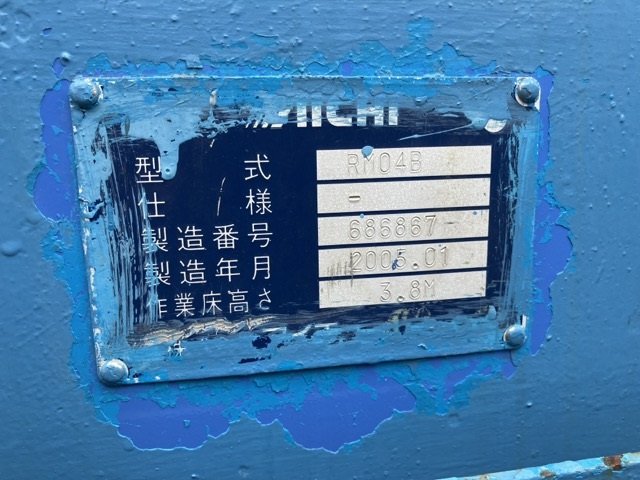 AICHI
型式 RM04B
仕様 -
製造番号 686867-
製造年月 2005.01
作業床高さ 3.8M